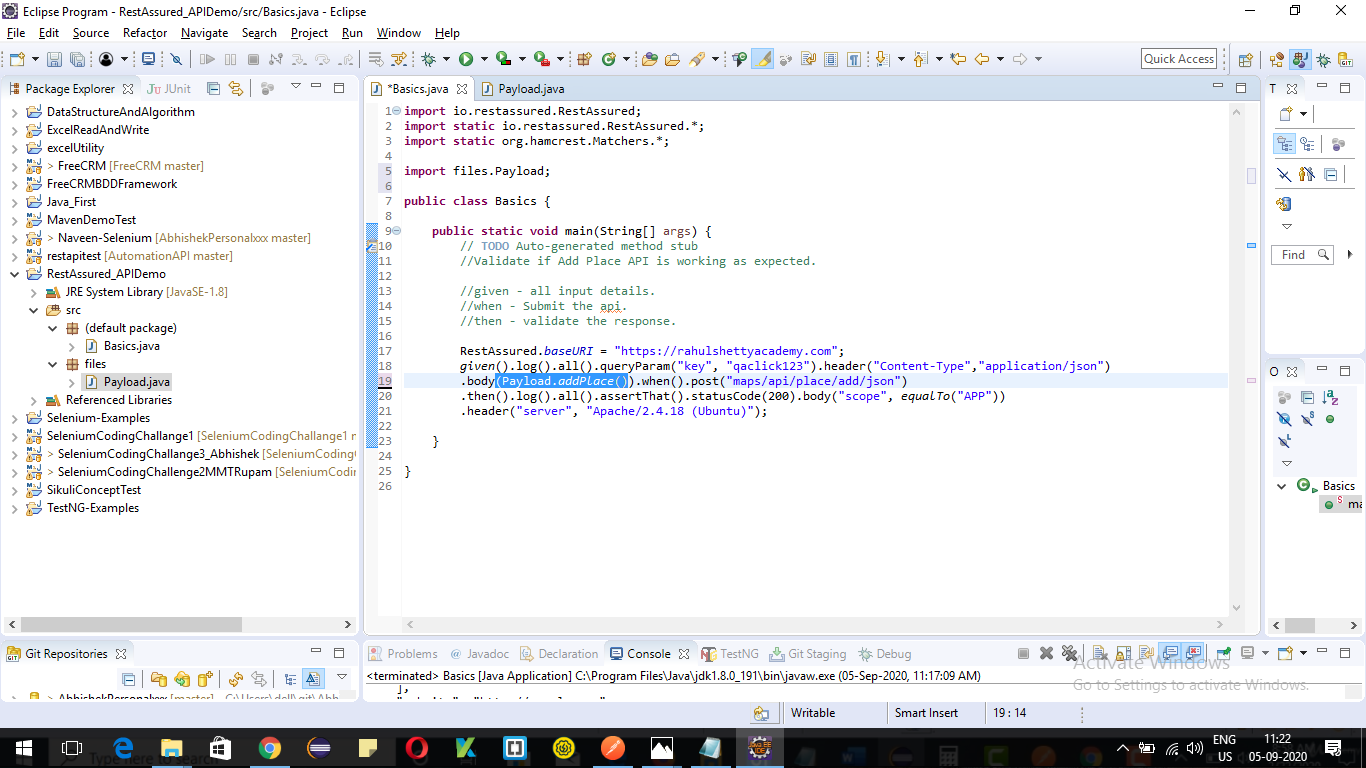 Eclipse Program - RestAssured_APIDemo/src/Basics.java - Eclipse
File Edit Source Refactor Navigate Search Project Run Window Help
Quick Access
Package Explorer JUnit
DataStructureAndAlgorithm
ExcelReadAndWrite
excelUtility
> FreeCRM [FreeCRM master]
FreeCRMBDDFramework
Java_First
MavenDemoTest
> Naveen-Selenium [AbhishekPersonalxxx master]
restapitest [AutomationAPI master]
RestAssured_APIDemo
JRE System Library [JavaSE-1.8]
src
(default package)
Basics.java
files
Payload.java
Referenced Libraries
Selenium-Examples
SeleniumCodingChallange1 [SeleniumCodingChallange1 r
> SeleniumCodingChallange3_Abhishek [SeleniumCoding
> SeleniumCodingChallenge2MMTRupam [SeleniumCodir
SikuliConceptTest
TestNG-Examples
*Basics.java Payload.java
1 import io.restassured.RestAssured;
2 import static io.restassured.RestAssured.*;
3 import static org.hamcrest.Matchers.*;
4
5 import files.Payload;
6
7 public class Basics {
8
9 public static void main(String[] args) {
10 // TODO Auto-generated method stub
11 //Validate if Add Place API is working as expected.
12
13 //given - all input details.
14 //when - Submit the api.
15 //then - validate the response.
16
17 RestAssured.baseURI = "https://rahulshettyacademy.com";
18 given().log().all().queryParam("key", "qaclick123").header("Content-Type","application/json")
19 .body(Payload.addPlace()).when().post("maps/api/place/add/json")
20 .then().log().all().assertThat().statusCode(200).body("scope", equalTo("APP"))
21 .header("server", "Apache/2.4.18 (Ubuntu)");
22
23 }
24
25 }
26
T
Find
O
Basics
ma
Git Repositories
AbhishekPersonalxxx [master] - C:\Users\dell\git\Abh
Problems @ Javadoc Declaration Console TestNG Git Staging Debug
<terminated> Basics [Java Application] C:\Program Files\Java\jdk1.8.0_191\bin\javaw.exe (05-Sep-2020, 11:17:09 AM)
],
Activate Windows
Go to Settings to activate Windows.
Writable Smart Insert 19 : 14
Type here to search
ENG
US
11:22
05-09-2020